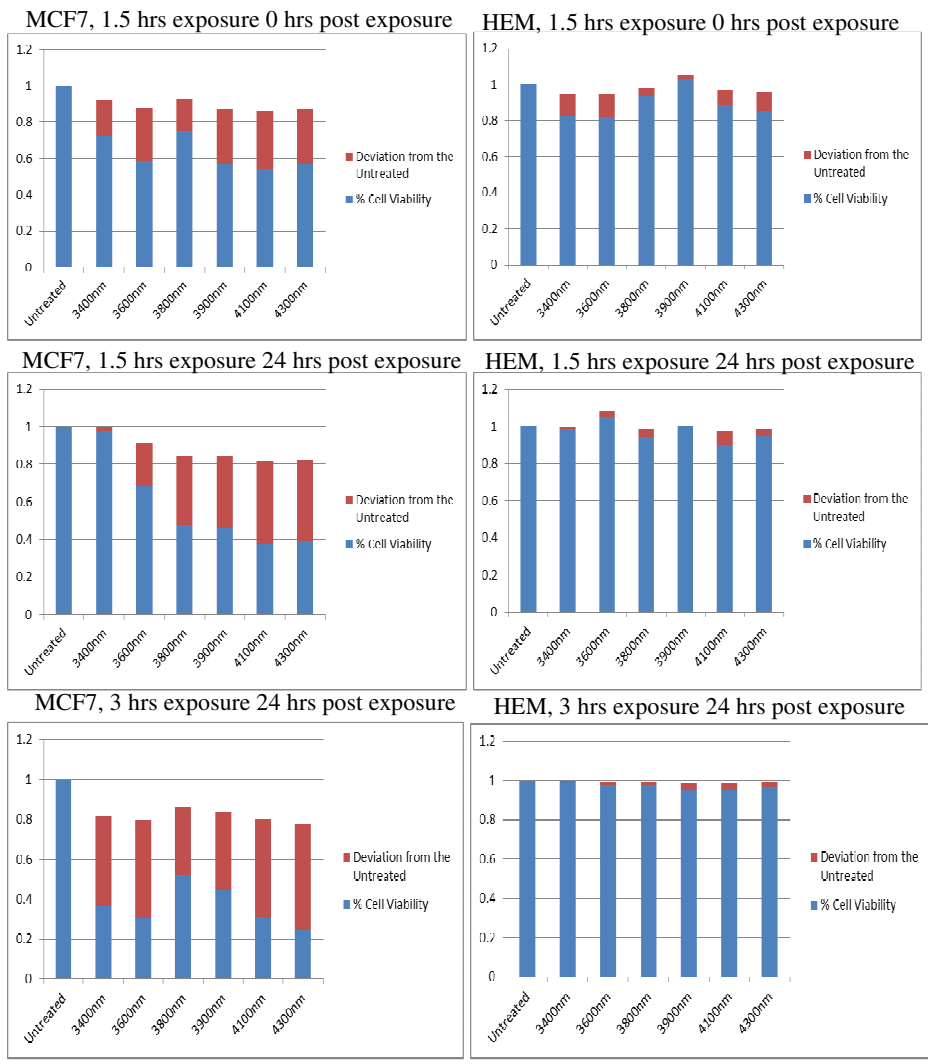 MCF7, 1.5 hrs exposure 0 hrs post exposure
1.2
1
0.8
0.6
0.4
0.2
0
Untreated
3400nm
3600nm
3800nm
3900nm
4100nm
4300nm
Deviation from the
Untreated
% Cell Viability
HEM, 1.5 hrs exposure 0 hrs post exposure
1.2
1
0.8
0.6
0.4
0.2
0
Untreated
3400nm
3600nm
3800nm
3900nm
4100nm
4300nm
Deviation from the
Untreated
% Cell Viability
MCF7, 1.5 hrs exposure 24 hrs post exposure
1.2
1
0.8
0.6
0.4
0.2
0
Untreated
3400nm
3600nm
3800nm
3900nm
4100nm
4300nm
Deviation from the
Untreated
% Cell Viability
HEM, 1.5 hrs exposure 24 hrs post exposure
1.2
1
0.8
0.6
0.4
0.2
0
Untreated
3400nm
3600nm
3800nm
3900nm
4100nm
4300nm
Deviation from the
Untreated
% Cell Viability
MCF7, 3 hrs exposure 24 hrs post exposure
1.2
1
0.8
0.6
0.4
0.2
0
Untreated
3400nm
3600nm
3800nm
3900nm
4100nm
4300nm
Deviation from the
Untreated
% Cell Viability
HEM, 3 hrs exposure 24 hrs post exposure
1.2
1
0.8
0.6
0.4
0.2
0
Untreated
3400nm
3600nm
3800nm
3900nm
4100nm
4300nm
Deviation from the
Untreated
% Cell Viability